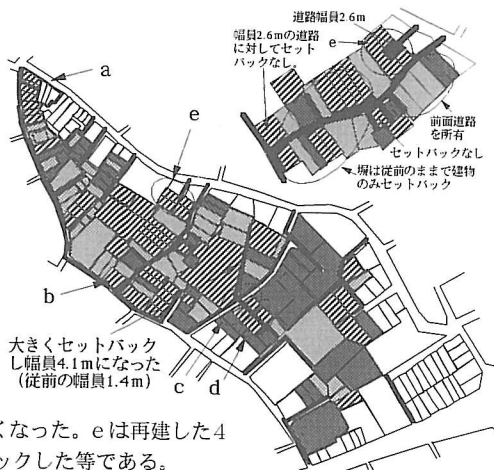 道路幅員2.6m
幅員2.6mの道路
に対してセット
バックなし。
e
a
e
前面道路
を所有
セットバックなし
塀は従前のままで建物
のみセットバック
b
大きくセットバック
し幅員4.1mになった
(従前の幅員1.4m)
c
d
くなった。eは再建した4
ックした等である。